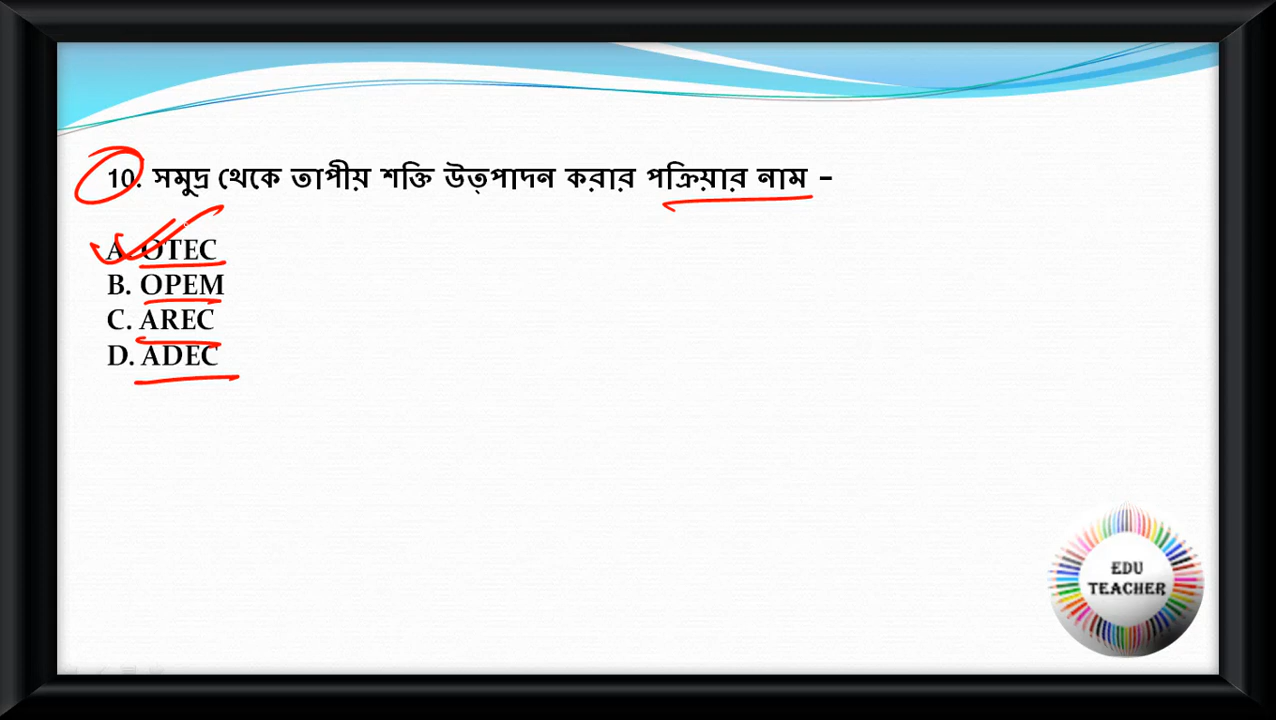 10. সমুদ্র থেকে তাপীয় শক্তি উত্পাদন করার পক্রিয়ার নাম –
A. OTEC
B. OPEM
C. AREC
D. ADEC
EDU
TEACHER